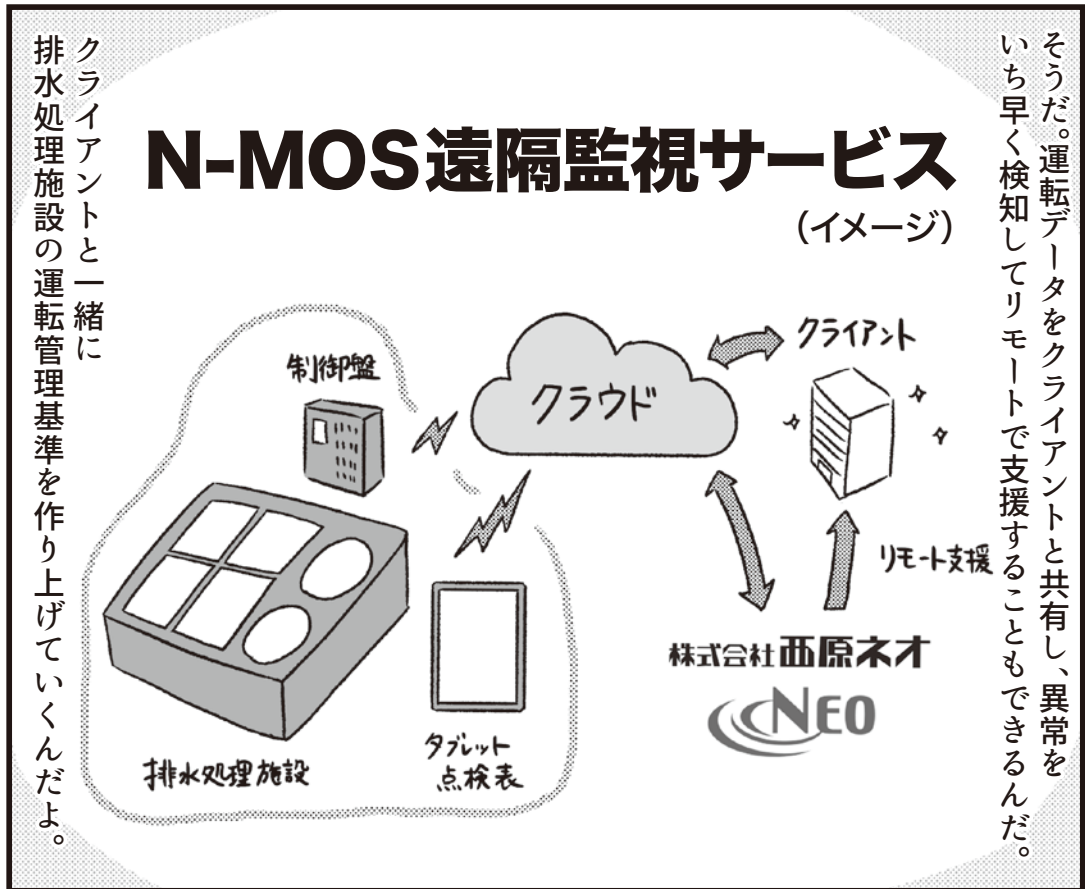 そうだ。運転データをクライアントと共有し、異常を
いち早く検知してリモートで支援することもできるんだ。
N-MOS遠隔監視サービス
（イメージ）
制御盤
クラウド
クライアント
リモート支援
株式会社西原ネオ
NEO
排水処理施設
タブレット
点検表
クライアントと一緒に
排水処理施設の運転管理基準を作り上げていくんだよ。